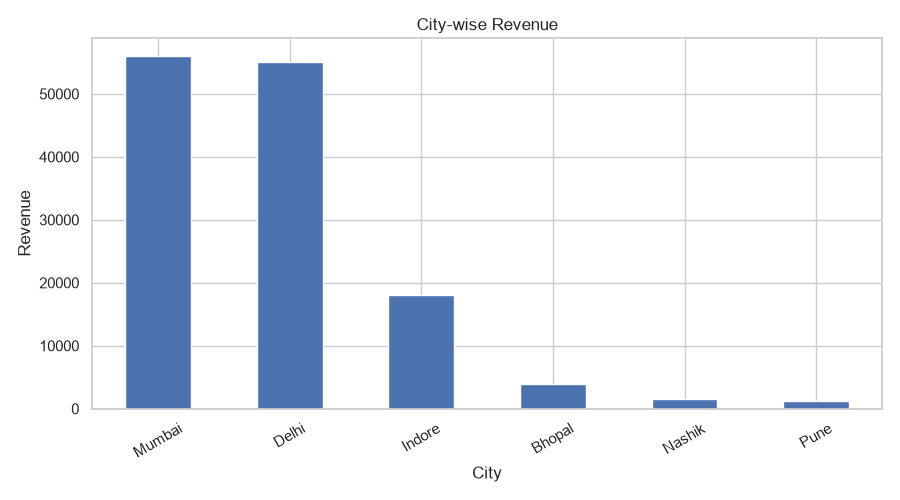 City-wise Revenue
50000
40000
30000
20000
10000
0
Revenue
Mumbai
Delhi
Indore
Bhopal
Nashik
Pune
City